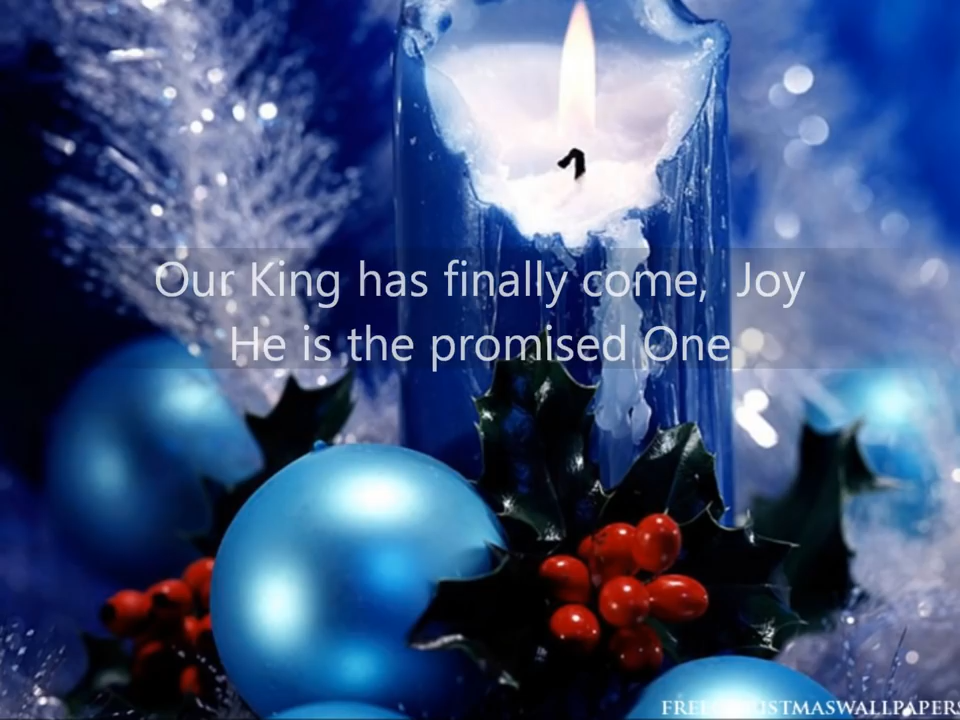 Our King has finally come, Joy
He is the promised One